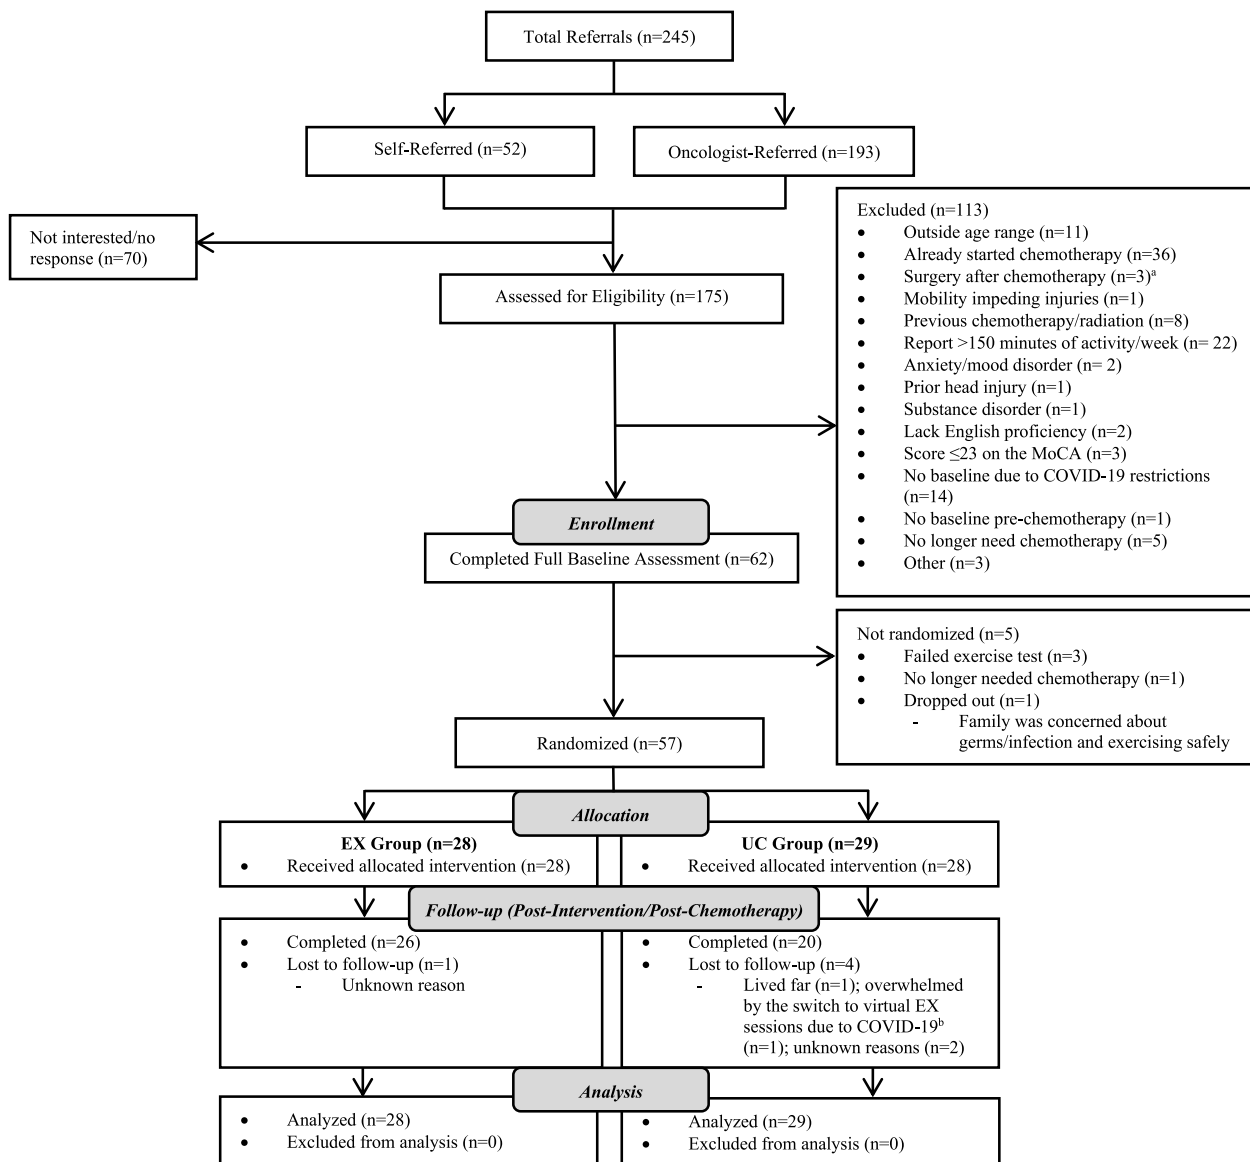 Total Referrals (n=245)
Self-Referred (n=52)
Oncologist-Referred (n=193)
Not interested/no
response (n=70)
Assessed for Eligibility (n=175)
Excluded (n=113)
• Outside age range (n=11)
• Already started chemotherapy (n=36)
• Surgery after chemotherapy (n=3)ᵃ
• Mobility impeding injuries (n=1)
• Previous chemotherapy/radiation (n=8)
• Report >150 minutes of activity/week (n= 22)
• Anxiety/mood disorder (n= 2)
• Prior head injury (n=1)
• Substance disorder (n=1)
• Lack English proficiency (n=2)
• Score ≤23 on the MoCA (n=3)
• No baseline due to COVID-19 restrictions
(n=14)
• No baseline pre-chemotherapy (n=1)
• No longer need chemotherapy (n=5)
• Other (n=3)
Enrollment
Completed Full Baseline Assessment (n=62)
Not randomized (n=5)
• Failed exercise test (n=3)
• No longer needed chemotherapy (n=1)
• Dropped out (n=1)
- Family was concerned about
germs/infection and exercising safely
Randomized (n=57)
Allocation
EX Group (n=28)
• Received allocated intervention (n=28)
UC Group (n=29)
• Received allocated intervention (n=28)
Follow-up (Post-Intervention/Post-Chemotherapy)
• Completed (n=26)
• Lost to follow-up (n=1)
- Unknown reason
• Completed (n=20)
• Lost to follow-up (n=4)
- Lived far (n=1); overwhelmed
by the switch to virtual EX
sessions due to COVID-19ᵇ
(n=1); unknown reasons (n=2)
Analysis
• Analyzed (n=28)
• Excluded from analysis (n=0)
• Analyzed (n=29)
• Excluded from analysis (n=0)